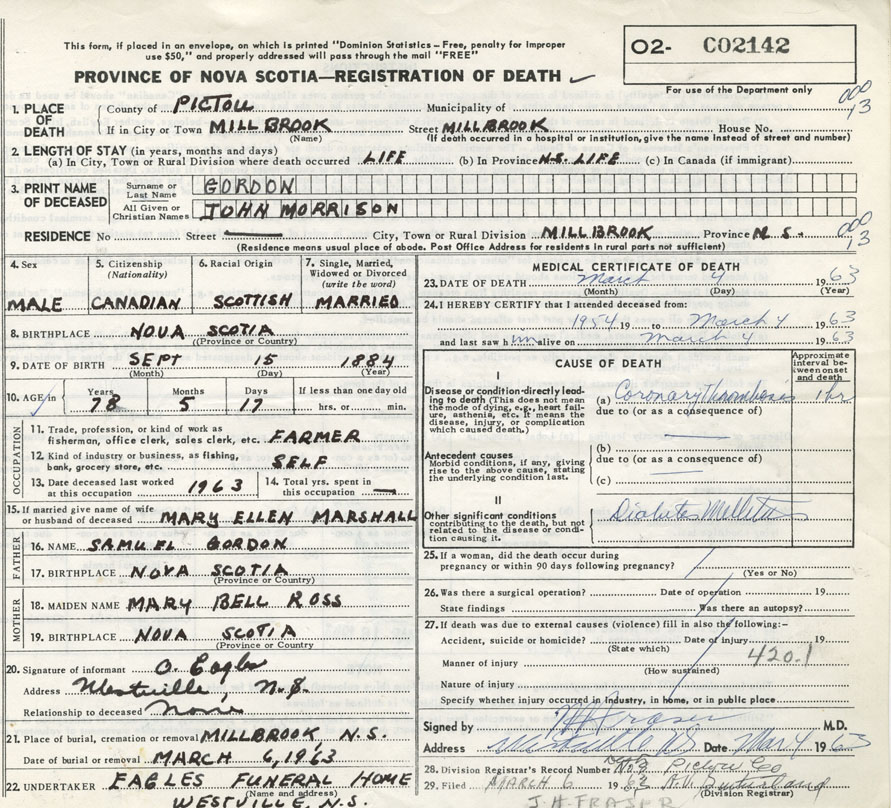 This form, if placed in an envelope, on which is printed "Dominion Statistics – Free, penalty for improper
use $50," and properly addressed will pass through the mail "FREE"
PROVINCE OF NOVA SCOTIA—REGISTRATION OF DEATH
O2- C02142
For use of the Department only
1. PLACE OF DEATH
County of PICTOU Municipality of
If in City or Town MILLBROOK Street MILLBROOK House No.
(Name) (If death occurred in a hospital or institution, give the name instead of street and number)
2. LENGTH OF STAY (in years, months and days)
(a) In City, Town or Rural Division where death occurred LIFE (b) In Province N.S. LIFE (c) In Canada (if immigrant)
3. PRINT NAME OF DECEASED
Surname or Last Name GORDON
All Given or Christian Names JOHN MORRISON
RESIDENCE No Street City, Town or Rural Division MILLBROOK Province N.S.
(Residence means usual place of abode. Post Office Address for residents in rural parts not sufficient)
4. Sex MALE
5. Citizenship (Nationality) CANADIAN
6. Racial Origin SCOTTISH
7. Single, Married, Widowed or Divorced (write the word) MARRIED
8. BIRTHPLACE NOVA SCOTIA
(Province or Country)
9. DATE OF BIRTH SEPT 15 1884
(Month) (Day) (Year)
10. AGE in Years 78 Months 5 Days 17 If less than one day old hrs. or min.
OCCUPATION
11. Trade, profession, or kind of work as
fisherman, office clerk, sales clerk, etc. FARMER
12. Kind of industry or business, as fishing,
bank, grocery store, etc. SELF
13. Date deceased last worked at this occupation 1963
14. Total yrs. spent in this occupation
15. If married give name of wife
or husband of deceased MARY ELLEN MARSHALL
FATHER
16. NAME SAMUEL GORDON
17. BIRTHPLACE NOVA SCOTIA
(Province or Country)
MOTHER
18. MAIDEN NAME MARY BELL ROSS
19. BIRTHPLACE NOVA SCOTIA
(Province or Country
20. Signature of informant O. Eagles
Address Westville, N.S.
Relationship to deceased None
21. Place of burial, cremation or removal MILLBROOK N.S.
Date of burial or removal MARCH 6, 1963
22. UNDERTAKER EAGLES FUNERAL HOME
(Name and address)
WESTVILLE, N.S.
MEDICAL CERTIFICATE OF DEATH
23. DATE OF DEATH March 4 1963
(Month) (Day) (Year)
24. I HEREBY CERTIFY that I attended deceased from:
1954 19 to March 4 1963
and last saw him alive on March 4 1963
CAUSE OF DEATH
Approximate interval between onset and death
I
Disease or condition directly leading to death (This does not mean the mode of dying, e.g., heart failure, asthenia, etc. It means the disease, injury, or complication which caused death.)
(a) Coronary Thrombosis 1 hr
due to (or as a consequence of)
Antecedent causes
Morbid conditions, if any, giving rise to the above cause, stating the underlying condition last.
(b)
due to (or as a consequence of)
(c)
II
Other significant conditions
contributing to the death, but not related to the disease or condition causing it.
Diabetes Mellitus
25. If a woman, did the death occur during
pregnancy or within 90 days following pregnancy?
(Yes or No)
26. Was there a surgical operation? Date of operation 19
State findings Was there an autopsy?
27. If death was due to external causes (violence) fill in also the following:–
Accident, suicide or homicide? Date of injury 19
(State which)
Manner of injury 420.1
(How sustained)
Nature of injury
Specify whether injury occurred in Industry, in home, or in public place
Signed by Fraser M.D.
Address Date Mar 4 1963
28. Division Registrar's Record Number No. 3 Pictou Co
29. Filed MARCH 6 1963
(Division Registrar)
J.H. FRASER